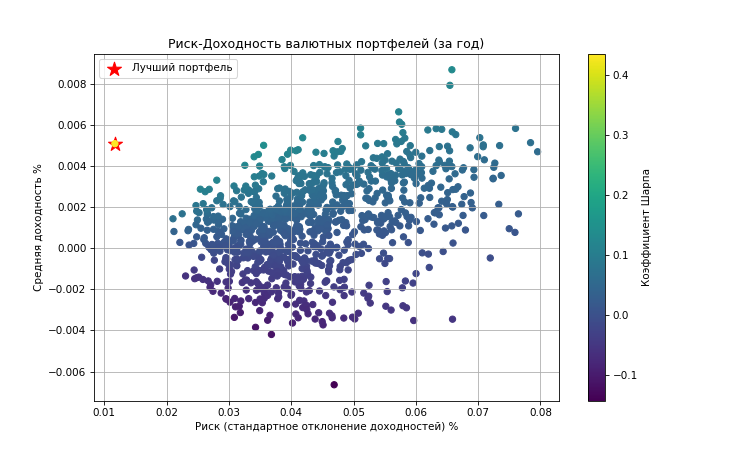 Риск-Доходность валютных портфелей (за год)
Лучший портфель
Средняя доходность %
0.008
0.006
0.004
0.002
0.000
−0.002
−0.004
−0.006
0.01 0.02 0.03 0.04 0.05 0.06 0.07 0.08
Риск (стандартное отклонение доходностей) %
0.4
0.3
0.2
0.1
0.0
−0.1
Коэффициент Шарпа